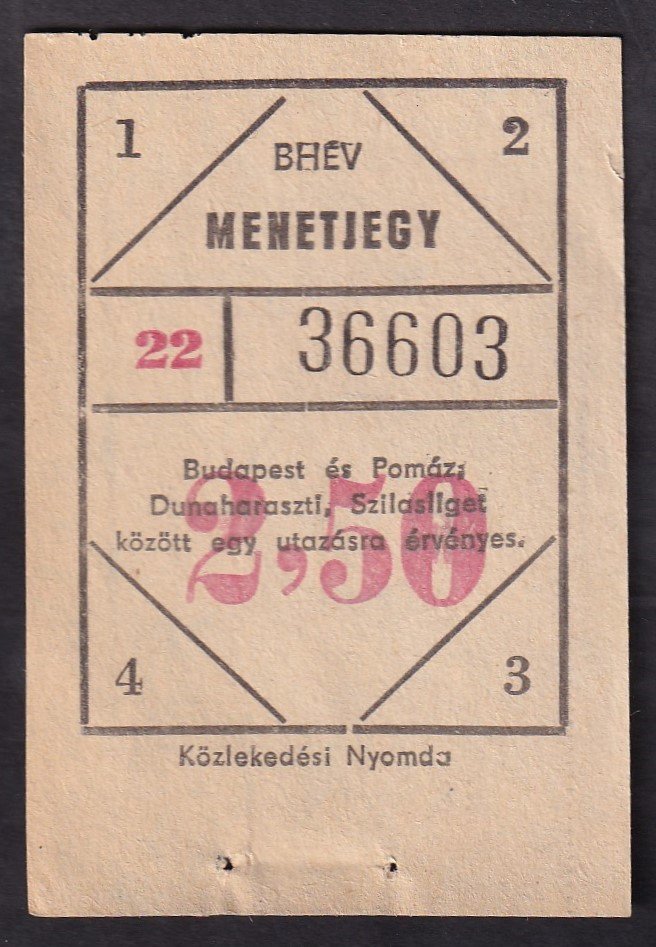 1 2
BHÉV
MENETJEGY
22 36603
Budapest és Pomáz,
Dunaharaszti, Szilasliget
között egy utazásra érvényes.
2,50
4 3
Közlekedési Nyomda